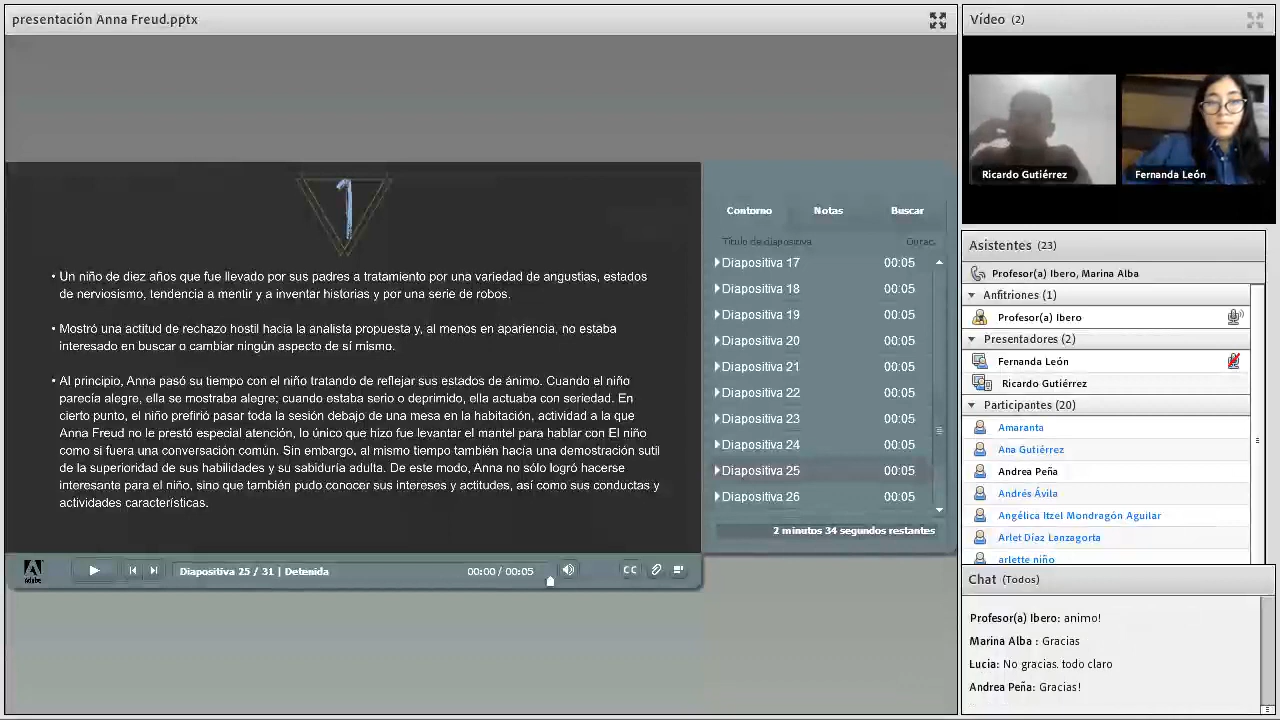 presentación Anna Freud.pptx
1
• Un niño de diez años que fue llevado por sus padres a tratamiento por una variedad de angustias, estados
de nerviosismo, tendencia a mentir y a inventar historias y por una serie de robos.
• Mostró una actitud de rechazo hostil hacia la analista propuesta y, al menos en apariencia, no estaba
interesado en buscar o cambiar ningún aspecto de sí mismo.
• Al principio, Anna pasó su tiempo con el niño tratando de reflejar sus estados de ánimo. Cuando el niño
parecía alegre, ella se mostraba alegre, cuando estaba serio o deprimido, ella actuaba con seriedad. En
cierto punto, el niño prefirió pasar toda la sesión debajo de una mesa en la habitación, actividad a la que
Anna Freud no le prestó especial atención, lo único que hizo fue levantar el mantel para hablar con El niño
como si fuera una conversación común. Sin embargo, al mismo tiempo también hacía una demostración sutil
de la superioridad de sus habilidades y su sabiduría adulta. De este modo, Anna no sólo logró hacerse
interesante para el niño, sino que también pudo conocer sus intereses y actitudes, así como sus conductas y
actividades características.
Contorno Notas Buscar
Título de diapositiva Durac.
Diapositiva 17 00:05
Diapositiva 18 00:05
Diapositiva 19 00:05
Diapositiva 20 00:05
Diapositiva 21 00:05
Diapositiva 22 00:05
Diapositiva 23 00:05
Diapositiva 24 00:05
Diapositiva 25 00:05
Diapositiva 26 00:05
2 minutos 34 segundos restantes
Adobe
Diapositiva 25 / 31 | Detenida 00:00 / 00:05 CC
Vídeo (2)
Ricardo Gutiérrez Fernanda León
Asistentes (23)
Profesor(a) Ibero, Marina Alba
Anfitriones (1)
Profesor(a) Ibero
Presentadores (2)
Fernanda León
Ricardo Gutiérrez
Participantes (20)
Amaranta
Ana Gutiérrez
Andrea Peña
Andrés Ávila
Angélica Itzel Mondragón Aguilar
Arlet Díaz Lanzagorta
arlette niño
Chat (Todos)
Profesor(a) Ibero: animo!
Marina Alba : Gracias
Lucia: No gracias. todo claro
Andrea Peña: Gracias!